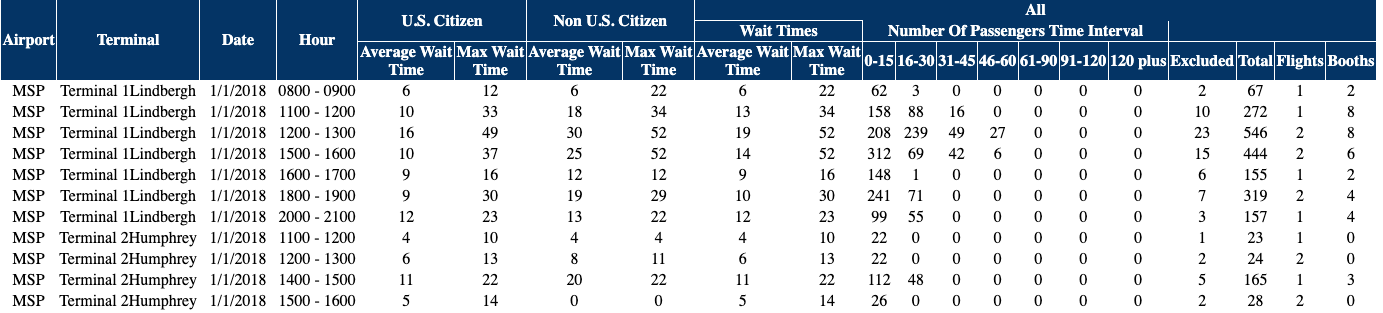 U.S. Citizen Non U.S. Citizen All
Wait Times Number Of Passengers Time Interval
Airport Terminal Date Hour Average Wait Time Max Wait Time Average Wait Time Max Wait Time Average Wait Time Max Wait Time 0-15 16-30 31-45 46-60 61-90 91-120 120 plus Excluded Total Flights Booths
MSP Terminal 1Lindbergh 1/1/2018 0800 - 0900 6 12 6 22 6 22 62 3 0 0 0 0 0 2 67 1 2
MSP Terminal 1Lindbergh 1/1/2018 1100 - 1200 10 33 18 34 13 34 158 88 16 0 0 0 0 10 272 1 8
MSP Terminal 1Lindbergh 1/1/2018 1200 - 1300 16 49 30 52 19 52 208 239 49 27 0 0 0 23 546 2 8
MSP Terminal 1Lindbergh 1/1/2018 1500 - 1600 10 37 25 52 14 52 312 69 42 6 0 0 0 15 444 2 6
MSP Terminal 1Lindbergh 1/1/2018 1600 - 1700 9 16 12 12 9 16 148 1 0 0 0 0 0 6 155 1 2
MSP Terminal 1Lindbergh 1/1/2018 1800 - 1900 9 30 19 29 10 30 241 71 0 0 0 0 0 7 319 2 4
MSP Terminal 1Lindbergh 1/1/2018 2000 - 2100 12 23 13 22 12 23 99 55 0 0 0 0 0 3 157 1 4
MSP Terminal 2Humphrey 1/1/2018 1100 - 1200 4 10 4 4 4 10 22 0 0 0 0 0 0 1 23 1 0
MSP Terminal 2Humphrey 1/1/2018 1200 - 1300 6 13 8 11 6 13 22 0 0 0 0 0 0 2 24 2 0
MSP Terminal 2Humphrey 1/1/2018 1400 - 1500 11 22 20 22 11 22 112 48 0 0 0 0 0 5 165 1 3
MSP Terminal 2Humphrey 1/1/2018 1500 - 1600 5 14 0 0 5 14 26 0 0 0 0 0 0 2 28 2 0